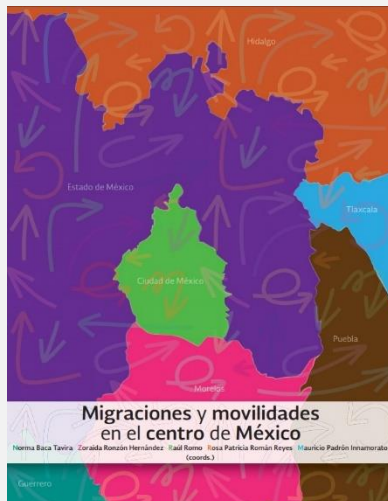 Hidalgo
Estado de México
Tlaxcala
Ciudad de México
Puebla
Morelos
Migraciones y movilidades
en el centro de México
Norma Baca Tavira Zoraida Ronzón Hernández Raúl Romo Rosa Patricia Román Reyes Mauricio Padrón Innamorato
(coords.)
Guerrero